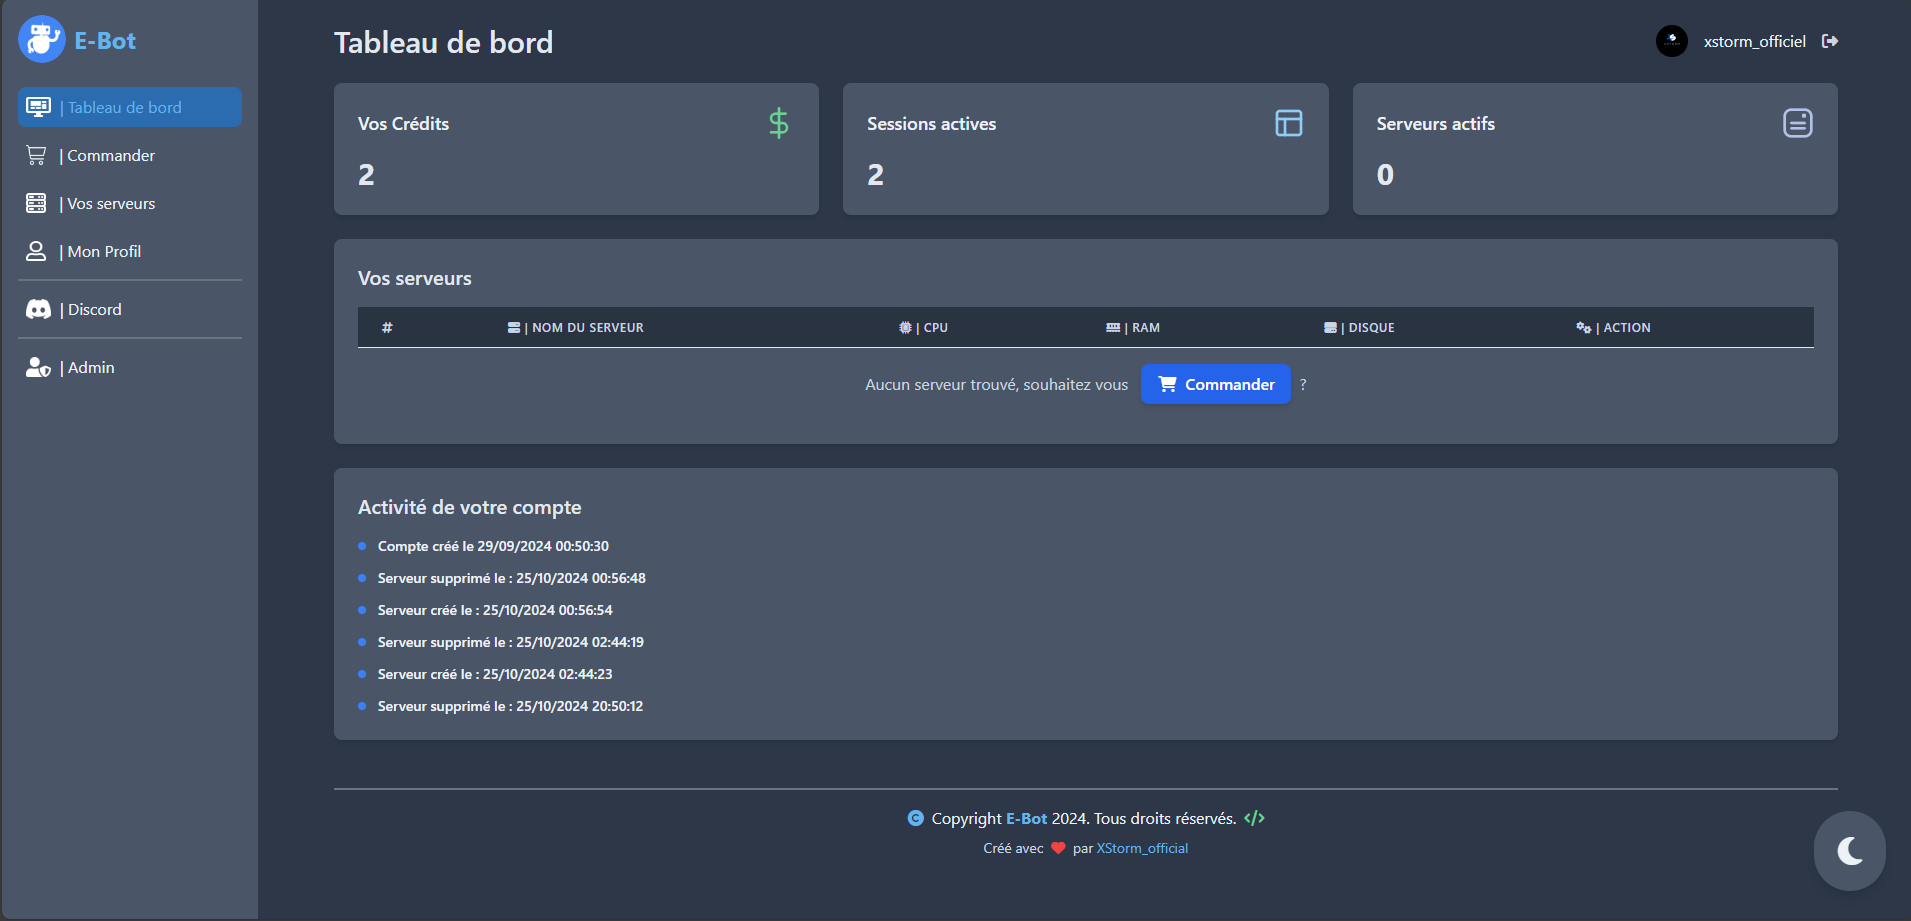 E-Bot
| Tableau de bord
| Commander
| Vos serveurs
| Mon Profil
| Discord
| Admin
Tableau de bord
xstorm_officiel
Vos Crédits
2
Sessions actives
2
Serveurs actifs
0
Vos serveurs
# | NOM DU SERVEUR | CPU | RAM | DISQUE | ACTION
Aucun serveur trouvé, souhaitez vous Commander ?
Activité de votre compte
Compte créé le 29/09/2024 00:50:30
Serveur supprimé le : 25/10/2024 00:56:48
Serveur créé le : 25/10/2024 00:56:54
Serveur supprimé le : 25/10/2024 02:44:19
Serveur créé le : 25/10/2024 02:44:23
Serveur supprimé le : 25/10/2024 20:50:12
Copyright E-Bot 2024. Tous droits réservés.
Créé avec par XStorm_official